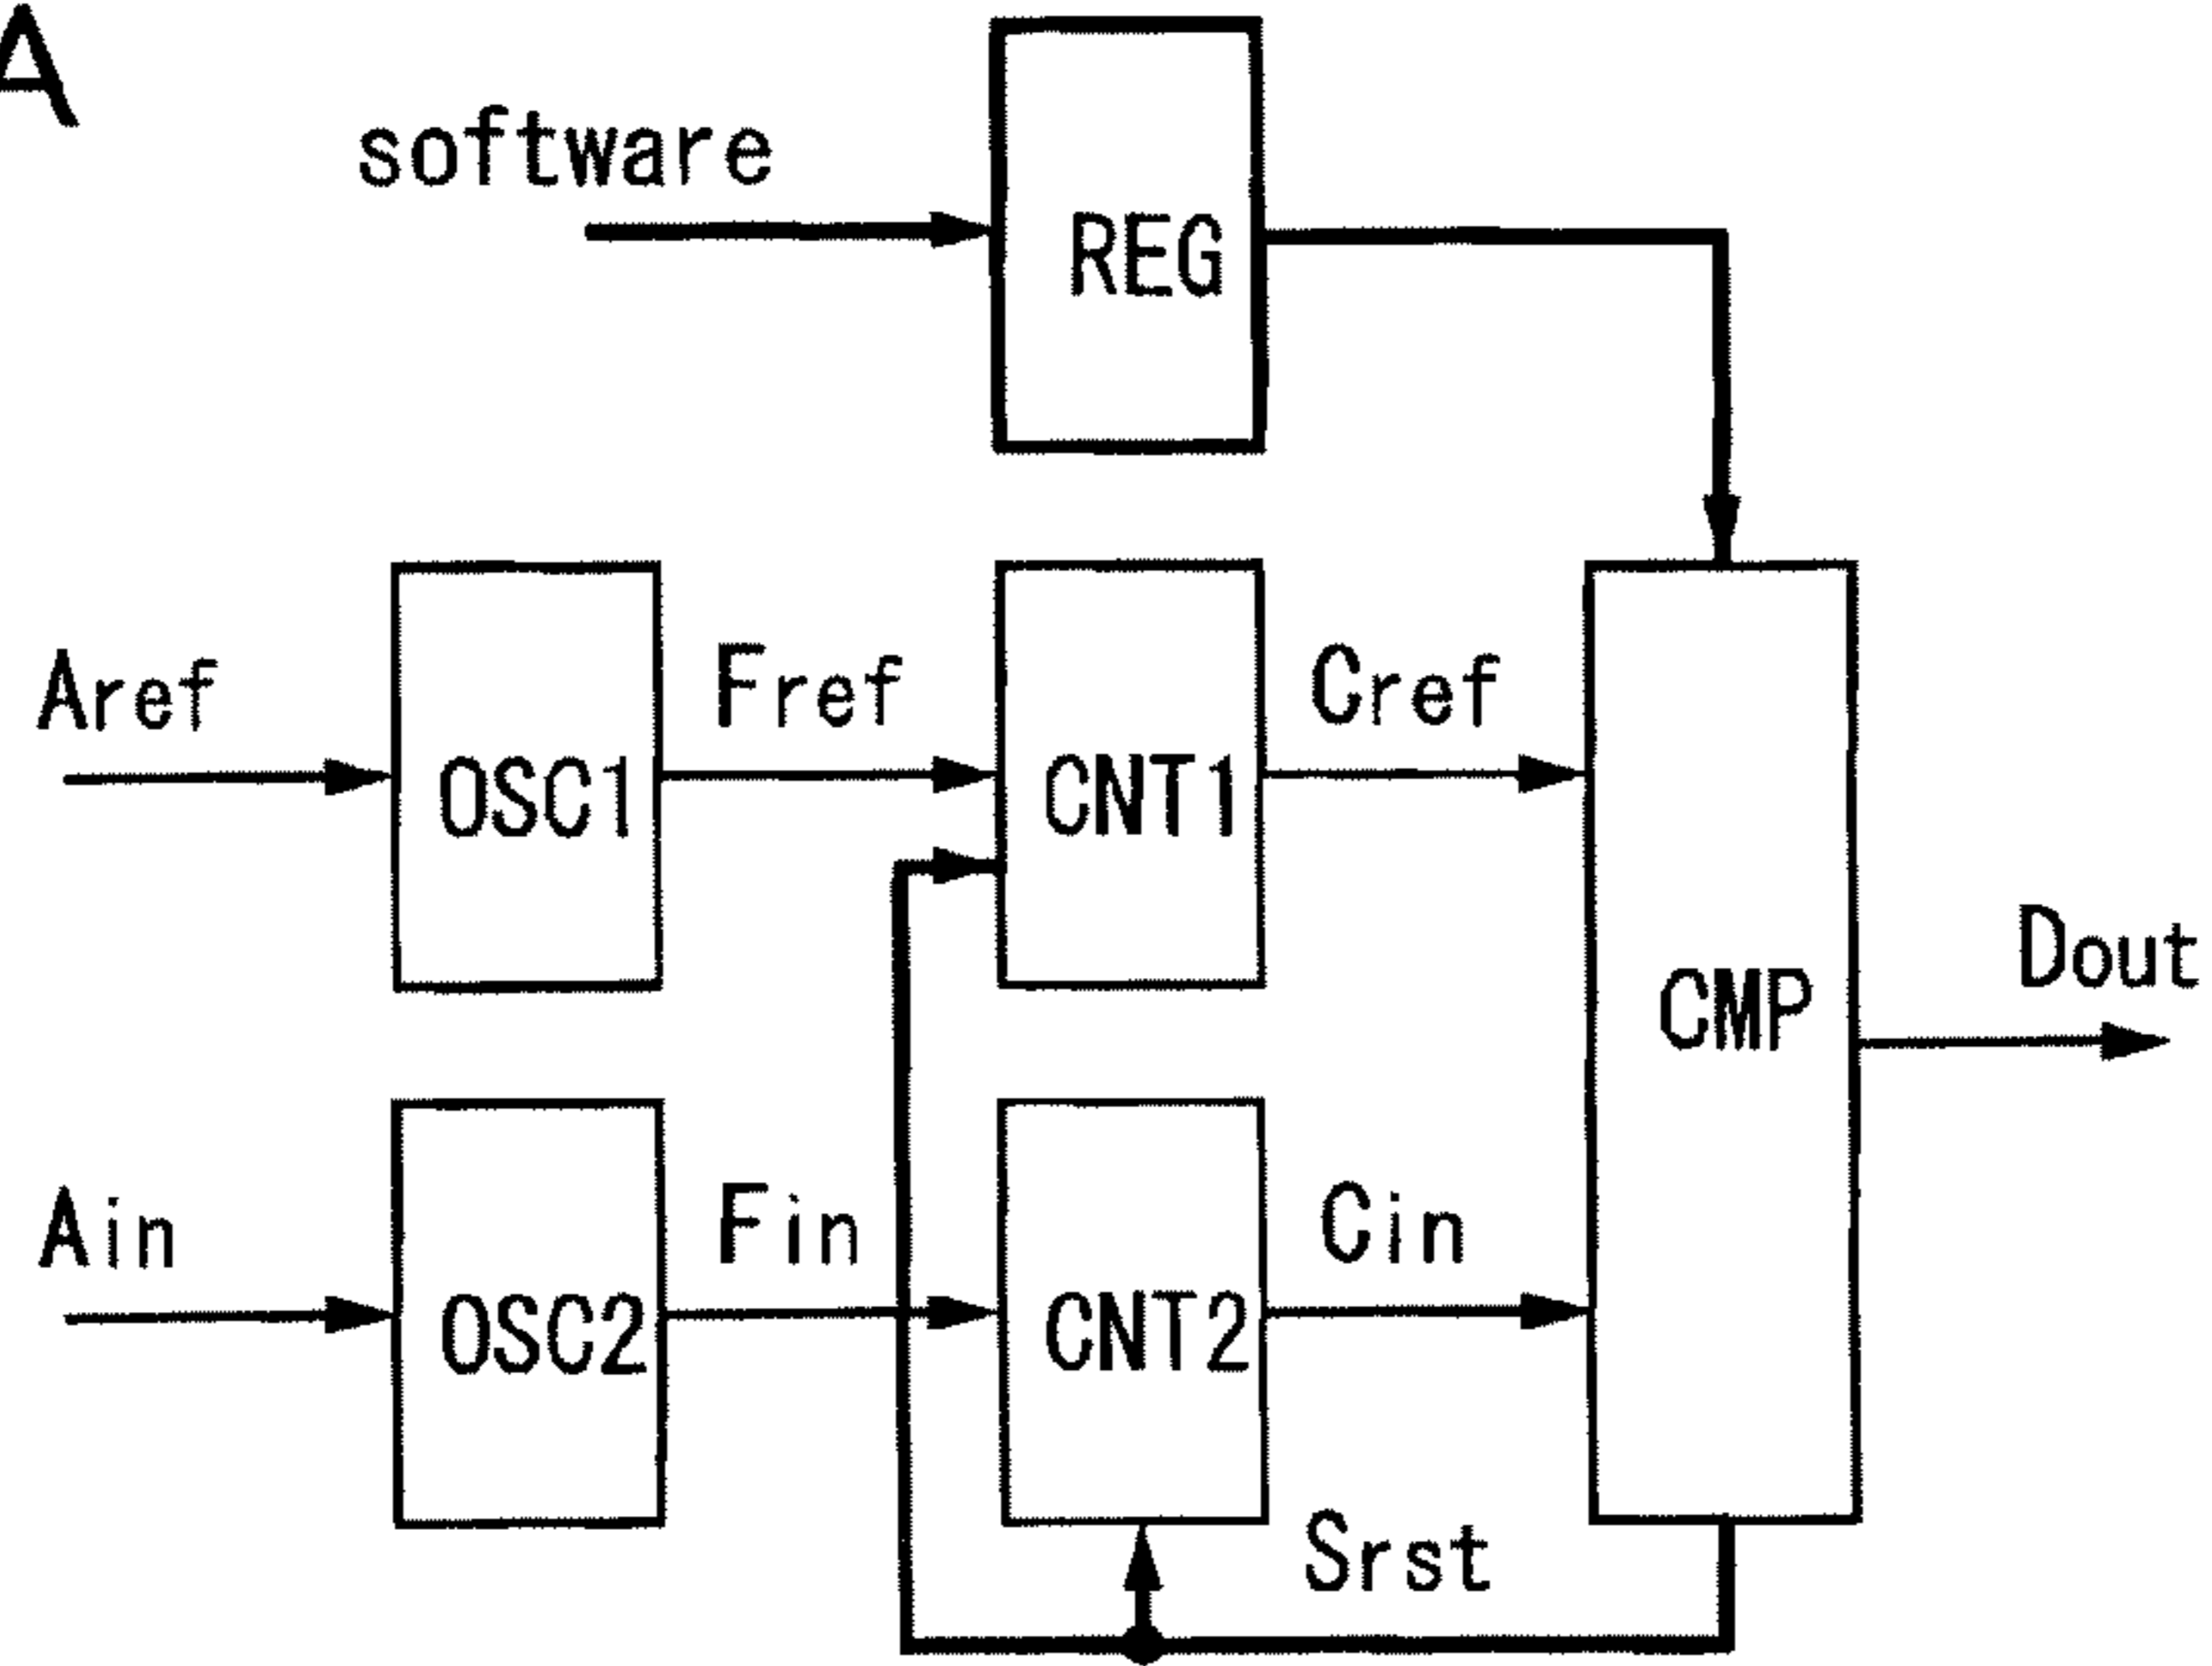 A
software
REG
Aref
OSC1
Fref
CNT1
Cref
CMP
Dout
Ain
OSC2
Fin
CNT2
Cin
Srst